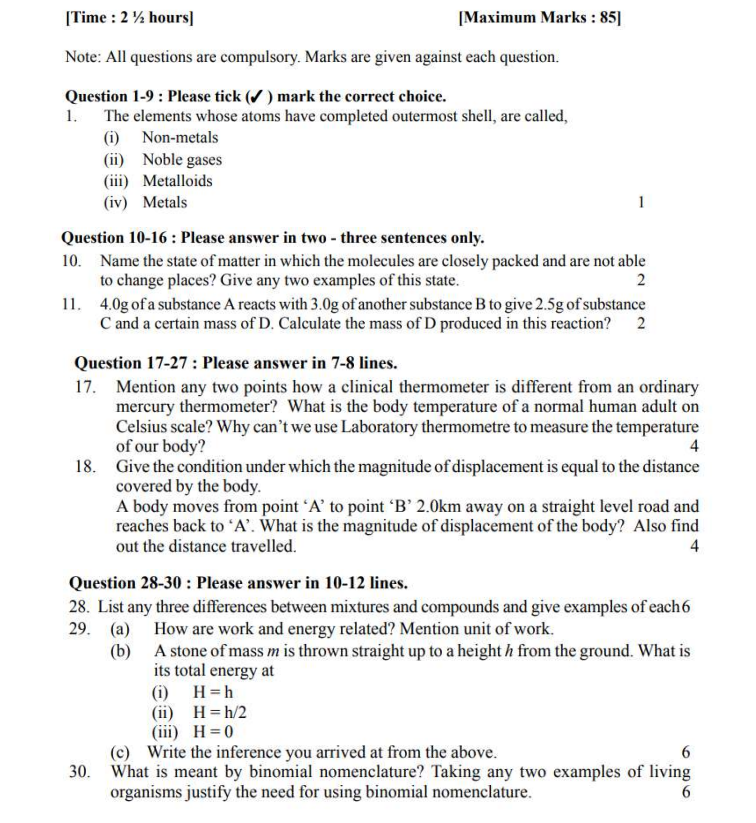 [Time : 2 ½ hours] [Maximum Marks : 85]
Note: All questions are compulsory. Marks are given against each question.
Question 1-9 : Please tick (✓ ) mark the correct choice.
1. The elements whose atoms have completed outermost shell, are called,
(i) Non-metals
(ii) Noble gases
(iii) Metalloids
(iv) Metals 1
Question 10-16 : Please answer in two - three sentences only.
10. Name the state of matter in which the molecules are closely packed and are not able
to change places? Give any two examples of this state. 2
11. 4.0g of a substance A reacts with 3.0g of another substance B to give 2.5g of substance
C and a certain mass of D. Calculate the mass of D produced in this reaction? 2
Question 17-27 : Please answer in 7-8 lines.
17. Mention any two points how a clinical thermometer is different from an ordinary
mercury thermometer? What is the body temperature of a normal human adult on
Celsius scale? Why can't we use Laboratory thermometre to measure the temperature
of our body? 4
18. Give the condition under which the magnitude of displacement is equal to the distance
covered by the body.
A body moves from point 'A' to point 'B' 2.0km away on a straight level road and
reaches back to 'A'. What is the magnitude of displacement of the body? Also find
out the distance travelled. 4
Question 28-30 : Please answer in 10-12 lines.
28. List any three differences between mixtures and compounds and give examples of each 6
29. (a) How are work and energy related? Mention unit of work.
(b) A stone of mass m is thrown straight up to a height h from the ground. What is
its total energy at
(i) H = h
(ii) H = h/2
(iii) H = 0
(c) Write the inference you arrived at from the above. 6
30. What is meant by binomial nomenclature? Taking any two examples of living
organisms justify the need for using binomial nomenclature. 6